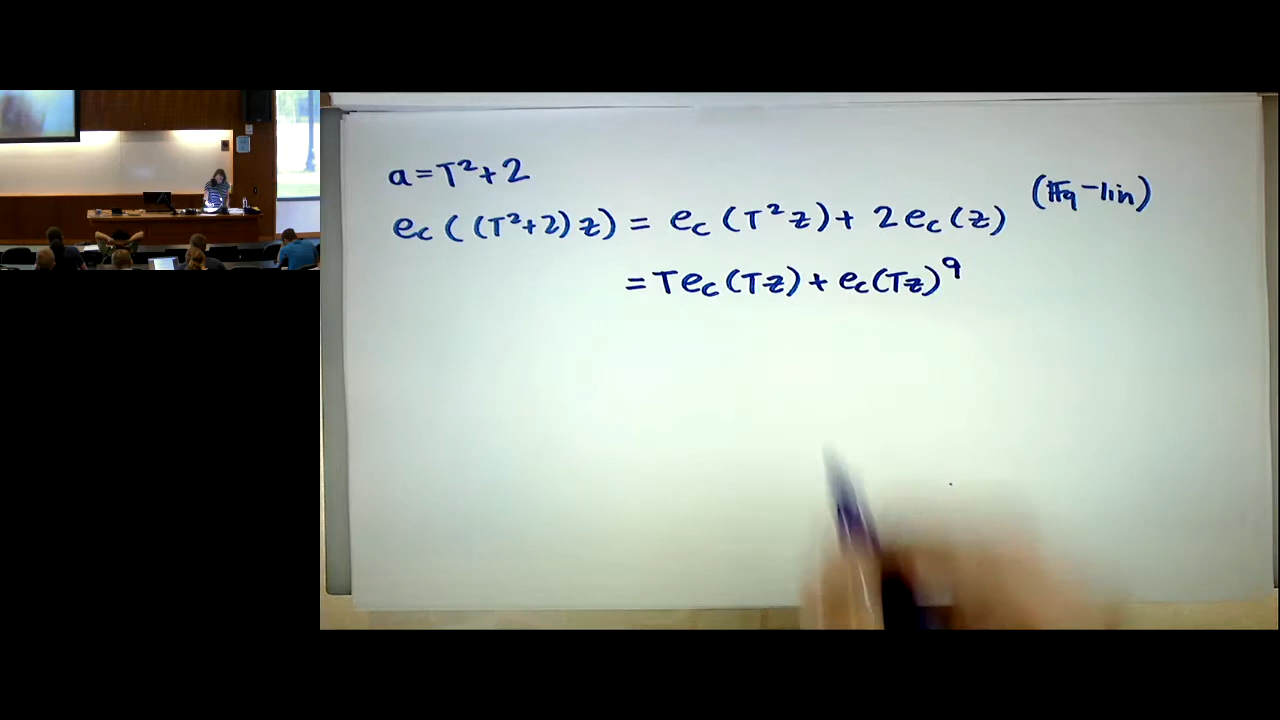 a = T² + 2
e_C ( (T²+2) z ) = e_C (T² z) + 2 e_C (z) (𝔽q - lin)
= T e_C (Tz) + e_C (Tz)^q